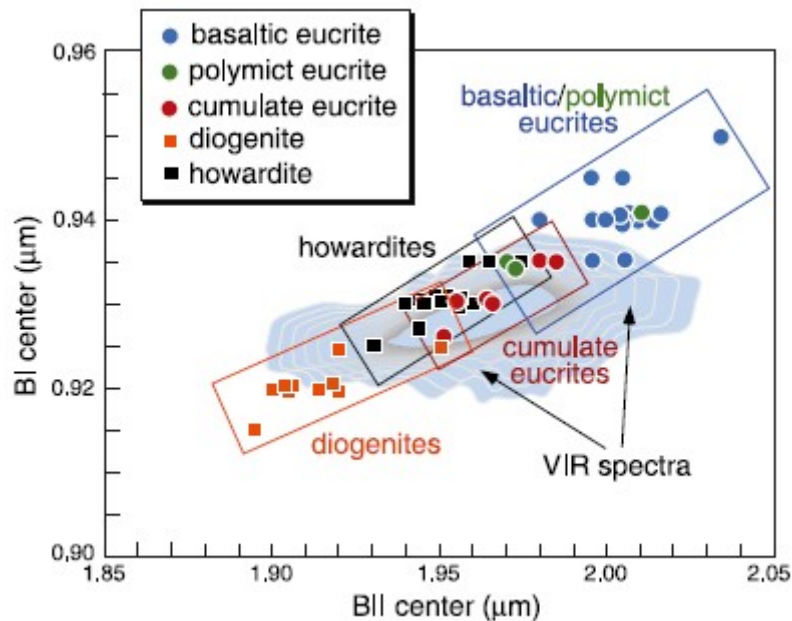 0.96
basaltic eucrite
polymict eucrite
cumulate eucrite
diogenite
howardite
basaltic/polymict
eucrites
0.94
howardites
BI center (μm)
0.92
cumulate
eucrites
diogenites
VIR spectra
0.90
1.85
1.90
1.95
2.00
2.05
BII center (μm)